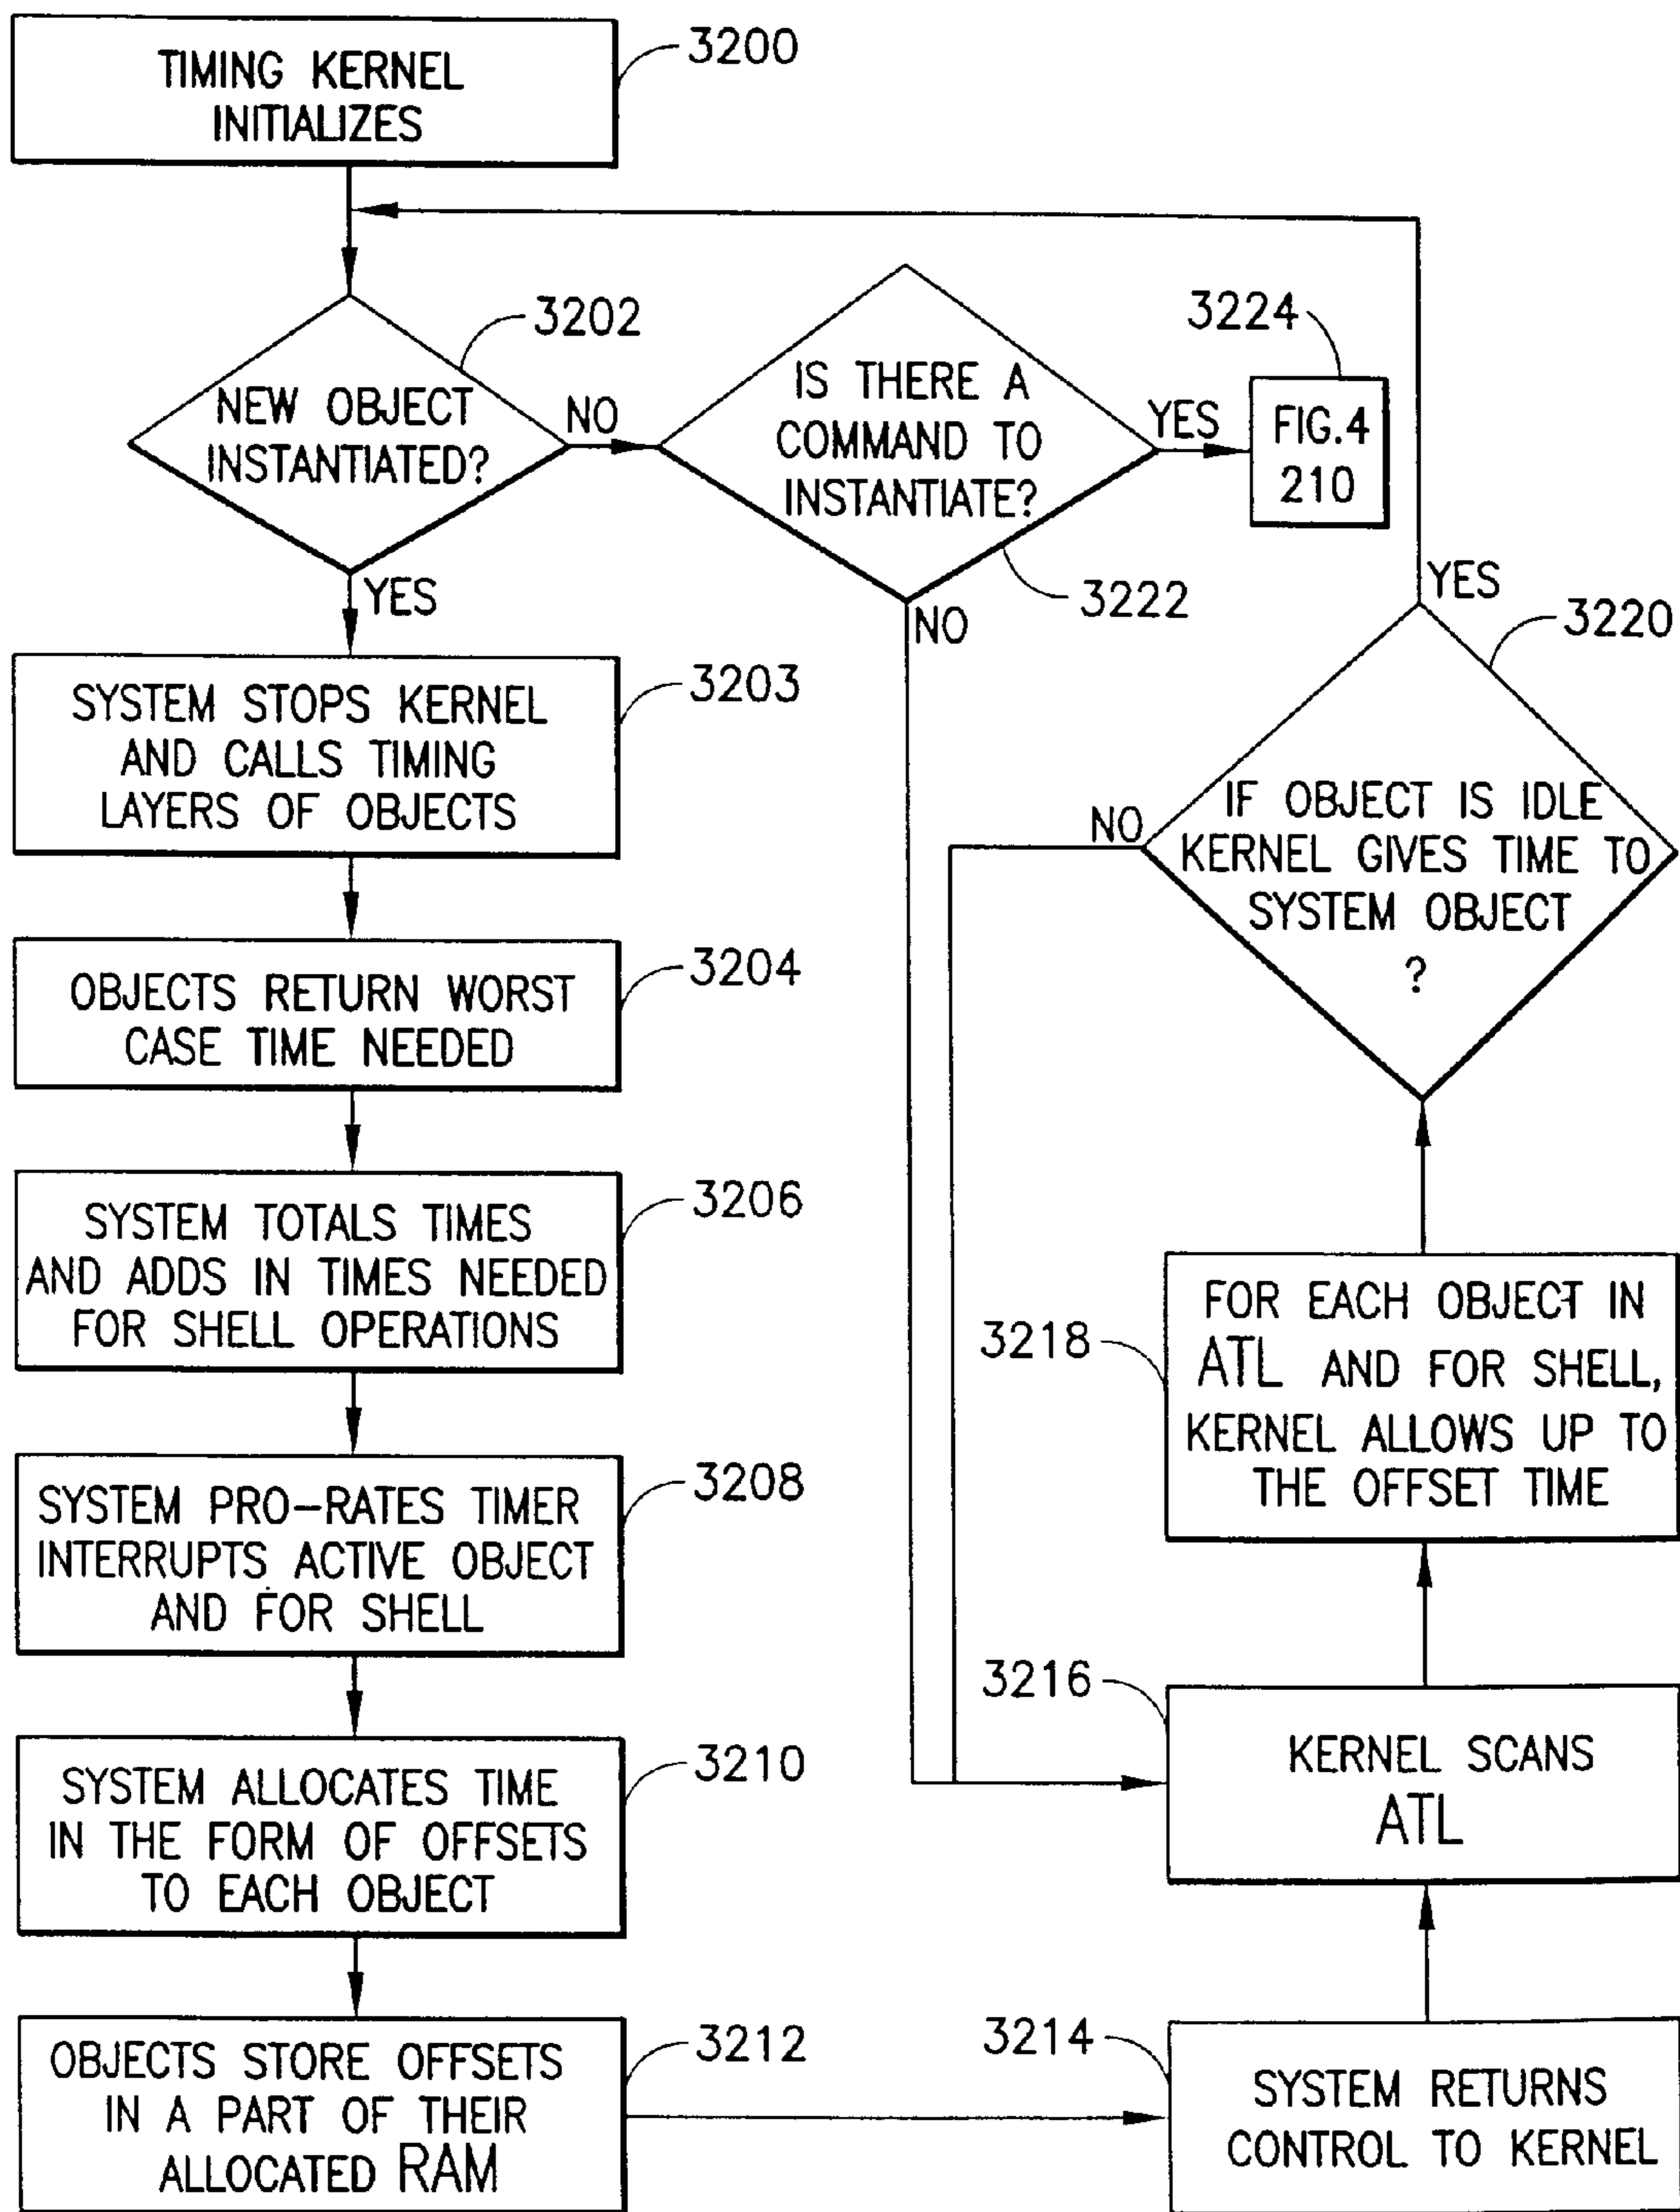 TIMING KERNEL
INITIALIZES
3200
NEW OBJECT
INSTANTIATED?
3202
NO
YES
IS THERE A
COMMAND TO
INSTANTIATE?
3222
YES
NO
3224
FIG.4
210
SYSTEM STOPS KERNEL
AND CALLS TIMING
LAYERS OF OBJECTS
3203
OBJECTS RETURN WORST
CASE TIME NEEDED
3204
SYSTEM TOTALS TIMES
AND ADDS IN TIMES NEEDED
FOR SHELL OPERATIONS
3206
SYSTEM PRO-RATES TIMER
INTERRUPTS ACTIVE OBJECT
AND FOR SHELL
3208
SYSTEM ALLOCATES TIME
IN THE FORM OF OFFSETS
TO EACH OBJECT
3210
OBJECTS STORE OFFSETS
IN A PART OF THEIR
ALLOCATED RAM
3212
3214
SYSTEM RETURNS
CONTROL TO KERNEL
3216
KERNEL SCANS
ATL
3218
FOR EACH OBJECT IN
ATL AND FOR SHELL,
KERNEL ALLOWS UP TO
THE OFFSET TIME
3220
IF OBJECT IS IDLE
KERNEL GIVES TIME TO
SYSTEM OBJECT
?
YES
NO